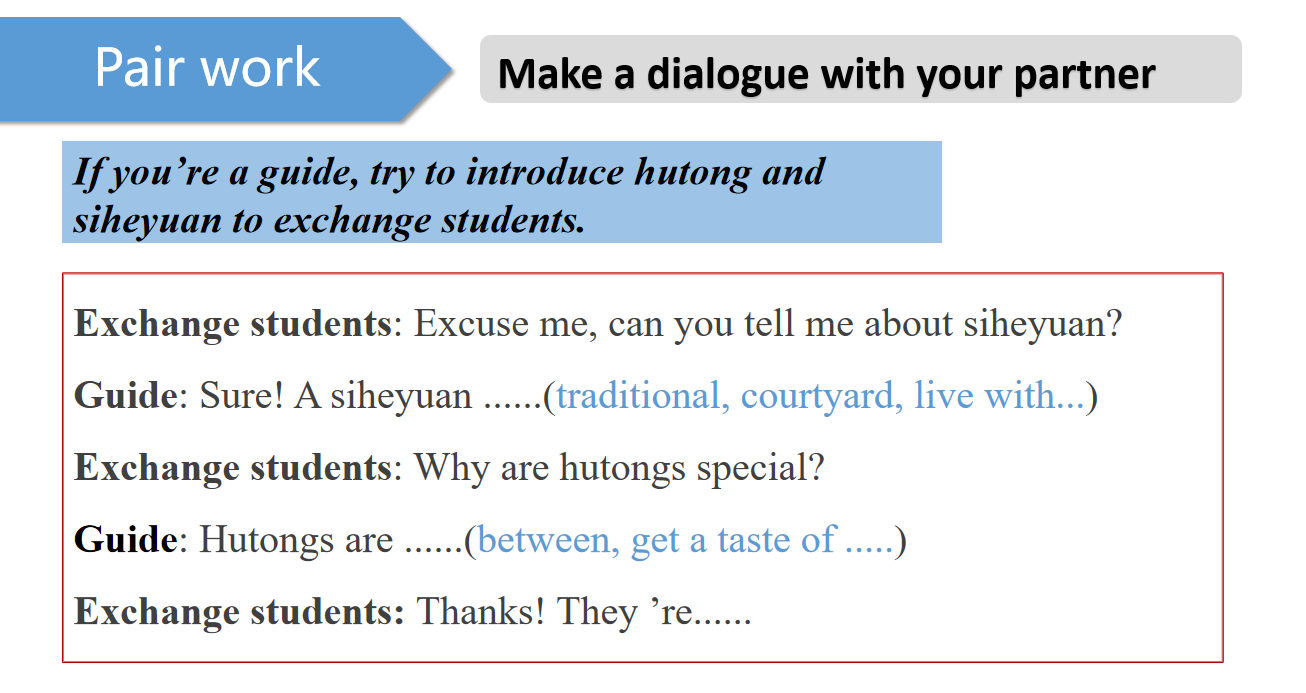 Pair work
Make a dialogue with your partner
If you’re a guide, try to introduce hutong and
siheyuan to exchange students.
Exchange students: Excuse me, can you tell me about siheyuan?
Guide: Sure! A siheyuan ......(traditional, courtyard, live with...)
Exchange students: Why are hutongs special?
Guide: Hutongs are ......(between, get a taste of .....)
Exchange students: Thanks! They ’re......